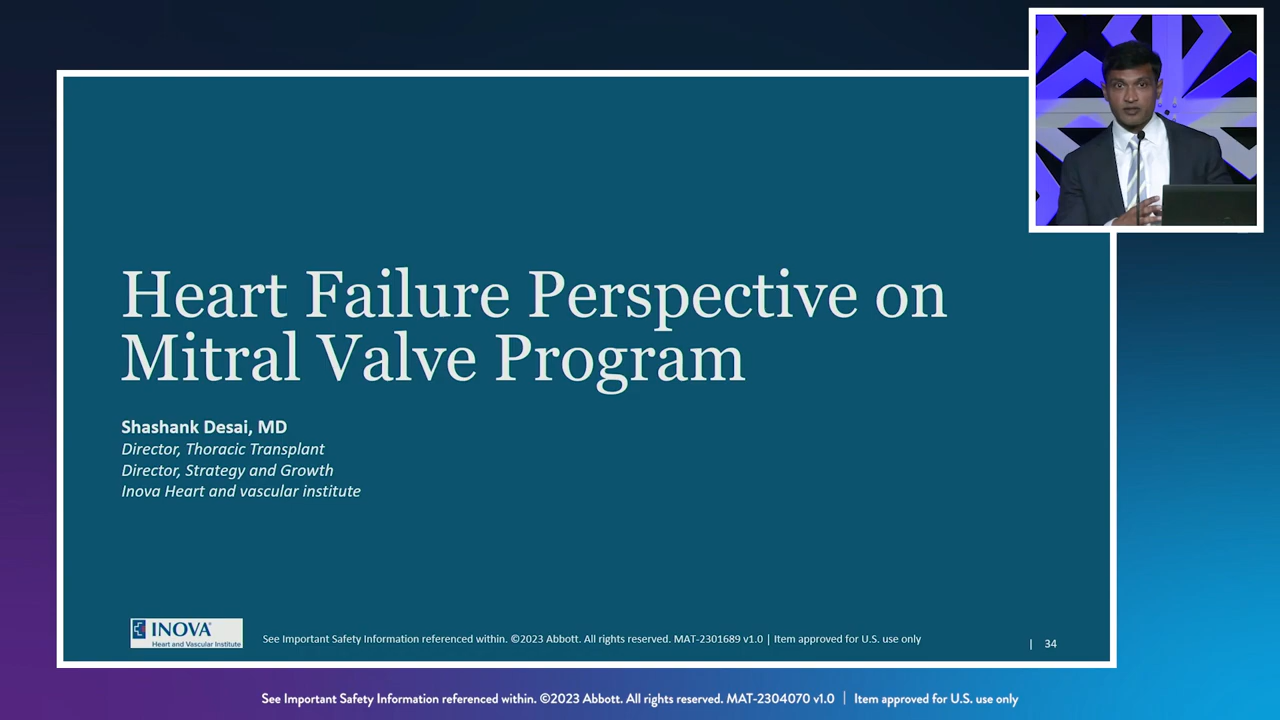 Heart Failure Perspective on
Mitral Valve Program
Shashank Desai, MD
Director, Thoracic Transplant
Director, Strategy and Growth
Inova Heart and vascular institute
INOVA®
Heart and Vascular Institute
See Important Safety Information referenced within. ©2023 Abbott. All rights reserved. MAT-2301689 v1.0 | Item approved for U.S. use only
| 34
See Important Safety Information referenced within. ©2023 Abbott. All rights reserved. MAT-2304070 v1.0 | Item approved for U.S. use only